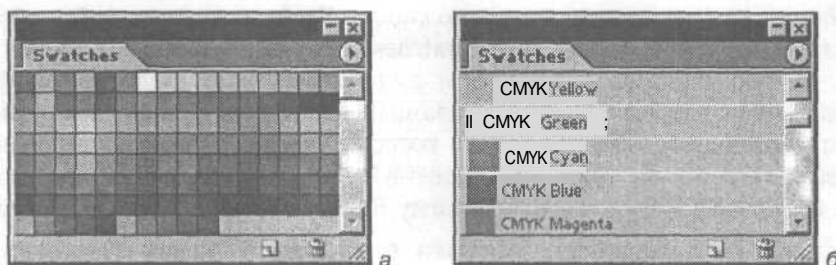 Swatches
а
Swatches
CMYK Yellow
II CMYK Green ;
CMYK Cyan
CMYK Blue
CMYK Magenta
б